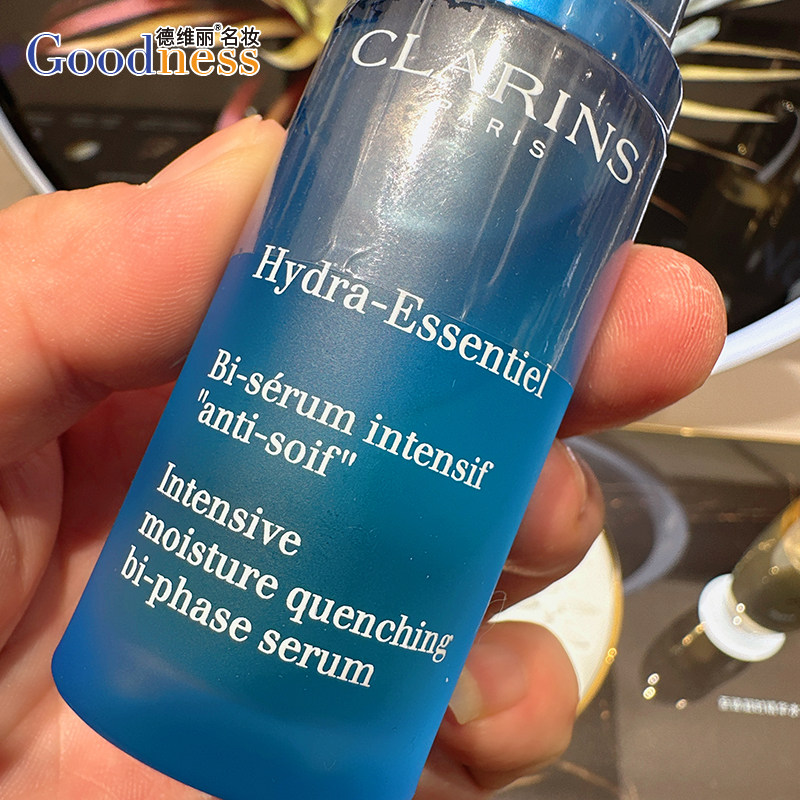 德维丽®名妆
Goodness
CLARINS
PARIS
Hydra-Essentiel
Bi-sérum intensif
"anti-soif"
Intensive
moisture quenching
bi-phase serum